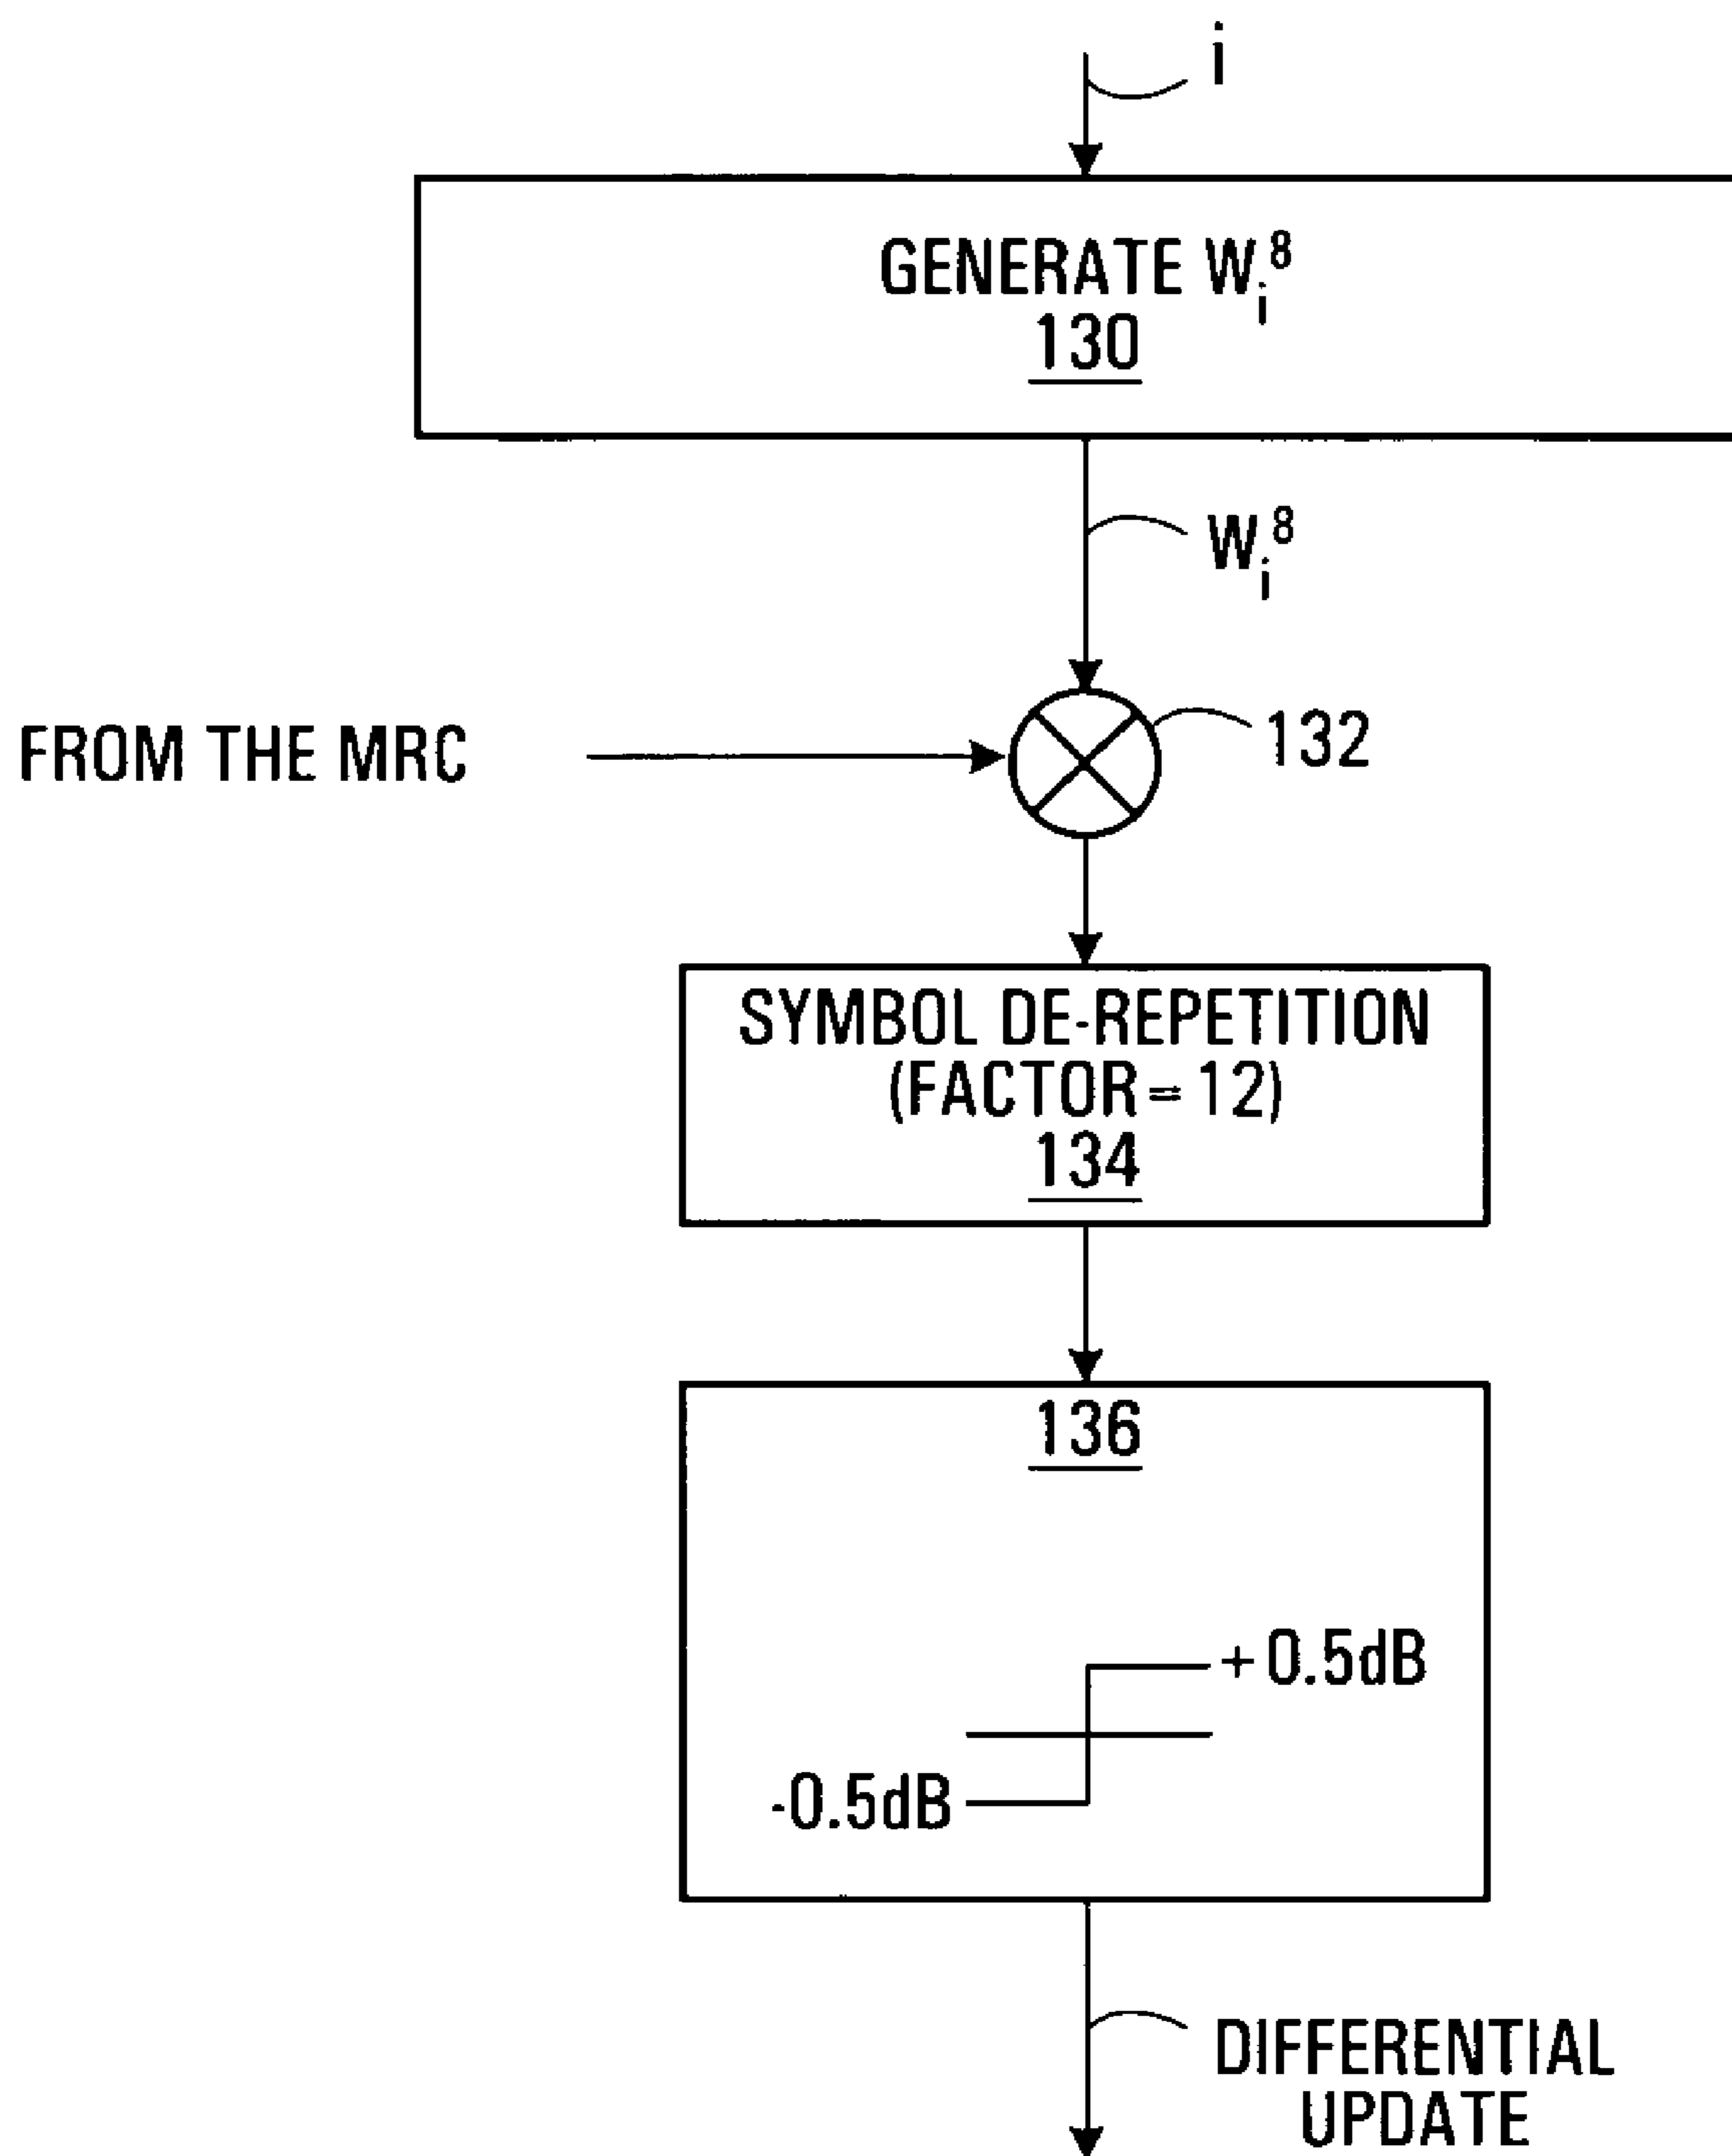 i
GENERATE W_i^8
130
W_i^8
FROM THE MRC
132
SYMBOL DE-REPETITION
(FACTOR=12)
134
136
+0.5dB
-0.5dB
DIFFERENTIAL
UPDATE